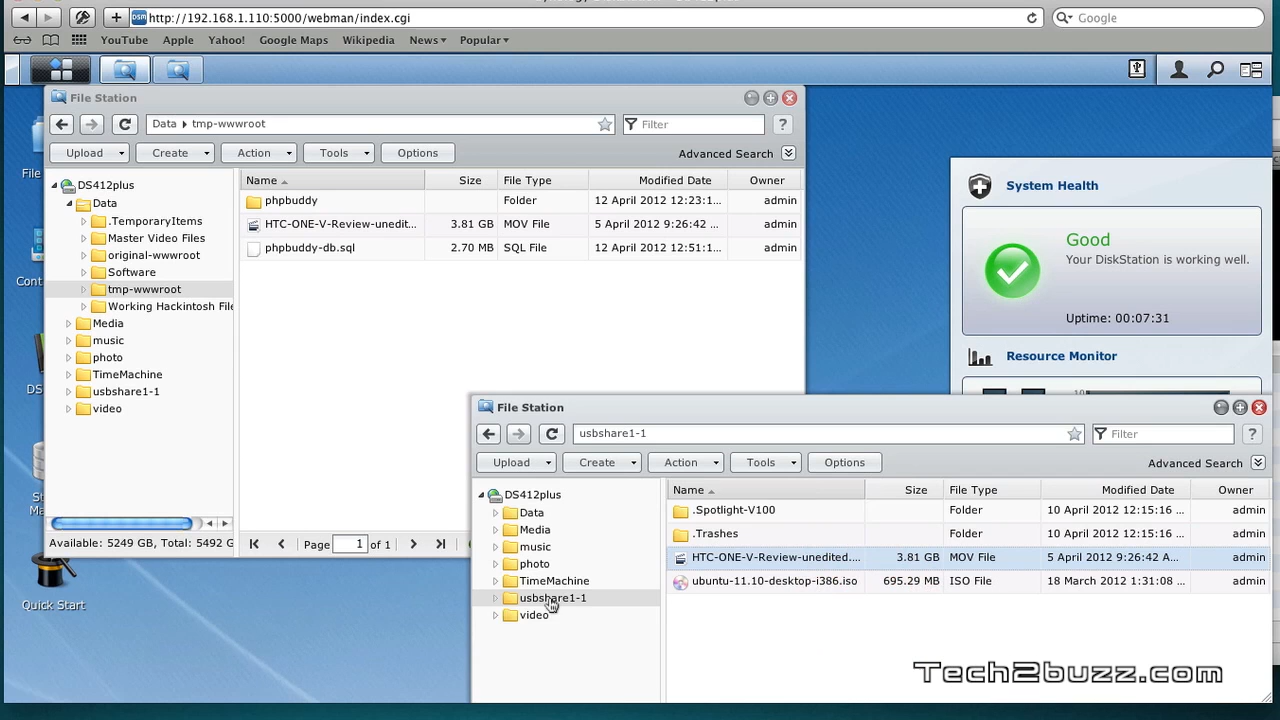 http://192.168.1.110:5000/webman/index.cgi
Google
YouTube Apple Yahoo! Google Maps Wikipedia News Popular
File Station
Data tmp-wwwroot
Filter
?
Upload Create Action Tools Options Advanced Search
DS412plus
Data
.TemporaryItems
Master Video Files
original-wwwroot
Software
tmp-wwwroot
Working Hackintosh File
Media
music
photo
TimeMachine
usbshare1-1
video
Name Size File Type Modified Date Owner
phpbuddy Folder 12 April 2012 12:23:1... admin
HTC-ONE-V-Review-unedit... 3.81 GB MOV File 5 April 2012 9:26:42 ... admin
phpbuddy-db.sql 2.70 MB SQL File 12 April 2012 12:51:1... admin
Available: 5249 GB, Total: 5492 G
Page 1 of 1
File
Cont
DS
St
Ma
Quick Start
System Health
Good
Your DiskStation is working well.
Uptime: 00:07:31
Resource Monitor
10
File Station
usbshare1-1
Filter
?
Upload Create Action Tools Options Advanced Search
DS412plus
Data
Media
music
photo
TimeMachine
usbshare1-1
video
Name Size File Type Modified Date Owner
.Spotlight-V100 Folder 10 April 2012 12:15:16 ... admin
.Trashes Folder 10 April 2012 12:15:16 ... admin
HTC-ONE-V-Review-unedited.... 3.81 GB MOV File 5 April 2012 9:26:42 A... admin
ubuntu-11.10-desktop-i386.iso 695.29 MB ISO File 18 March 2012 1:31:08 ... admin
Tech2buzz.com